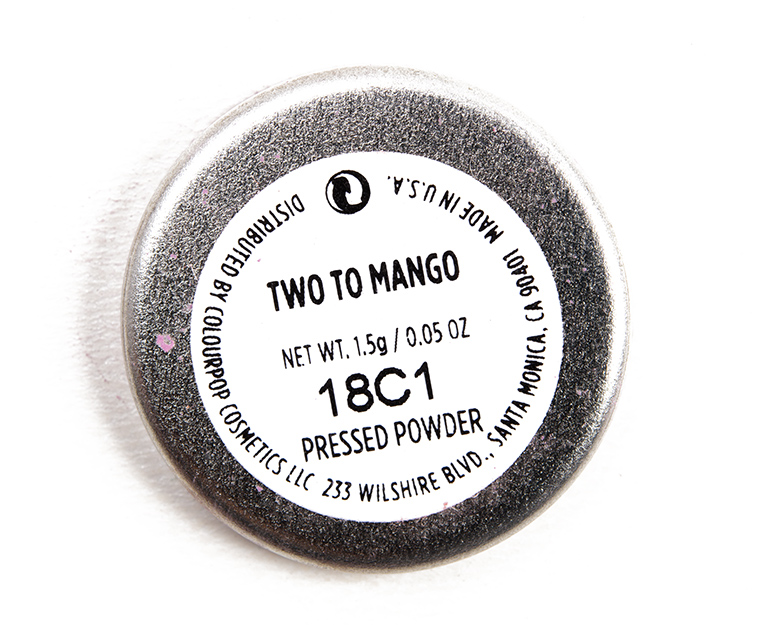 TWO TO MANGO
NET WT. 1.5g / 0.05 OZ
18C1
PRESSED POWDER
DISTRIBUTED BY COLOURPOP COSMETICS LLC 233 WILSHIRE BLVD., SANTA MONICA, CA 90401 MADE IN U.S.A.